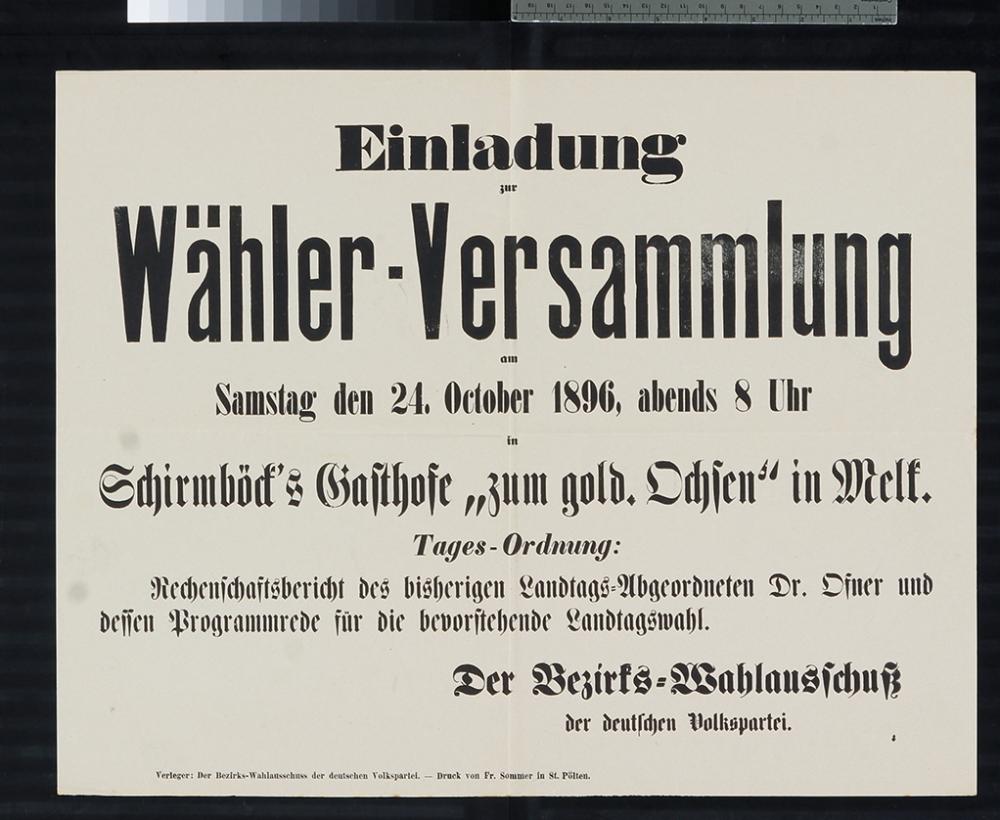 Einladung
zur
Wähler-Versammlung
am
Samstag den 24. October 1896, abends 8 Uhr
in
Schirmböck's Gasthofe „zum gold. Ochsen“ in Melk.
Tages-Ordnung:
Rechenschaftsbericht des bisherigen Landtags-Abgeordneten Dr. Ofner und
dessen Programmrede für die bevorstehende Landtagswahl.
Der Bezirks-Wahlausschuß
der deutschen Volkspartei.
Verleger: Der Bezirks-Wahlausschuss der deutschen Volkspartei. — Druck von Fr. Sommer in St. Pölten.